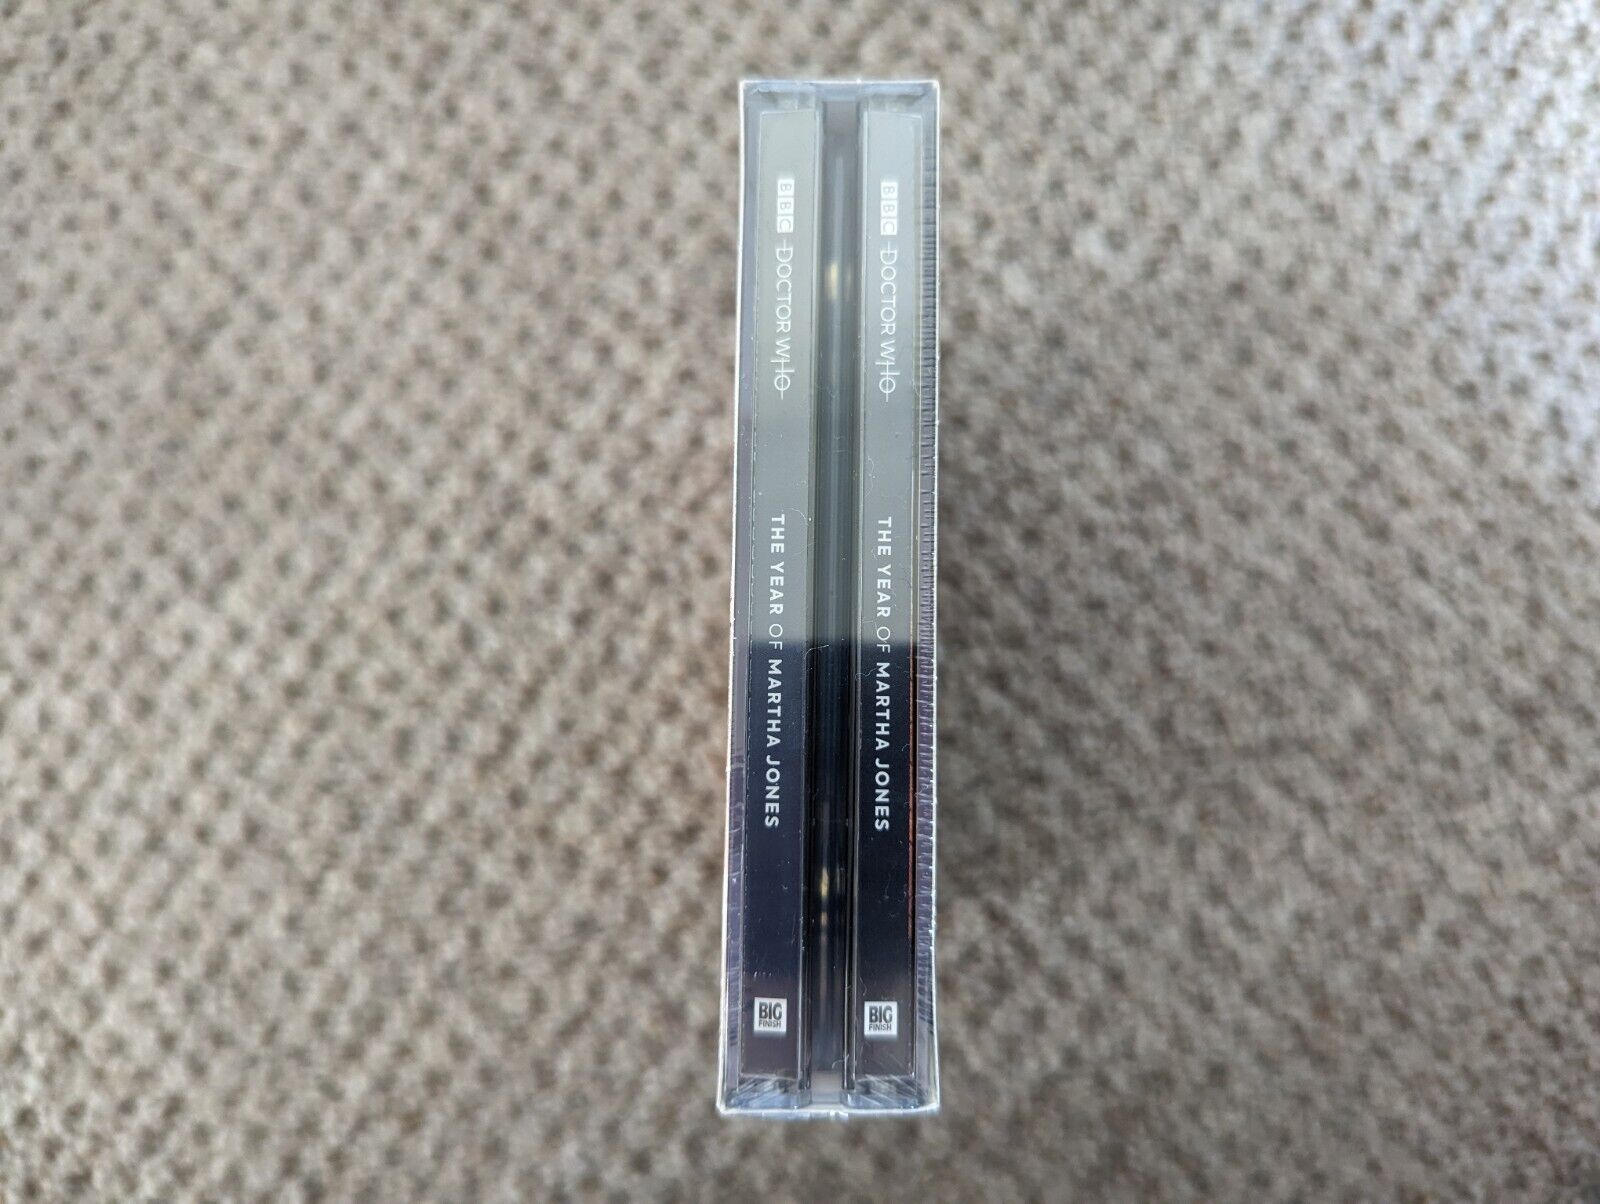 BBC DOCTOR WHO THE YEAR OF MARTHA JONES BIG FINISH
BBC DOCTOR WHO THE YEAR OF MARTHA JONES BIG FINISH